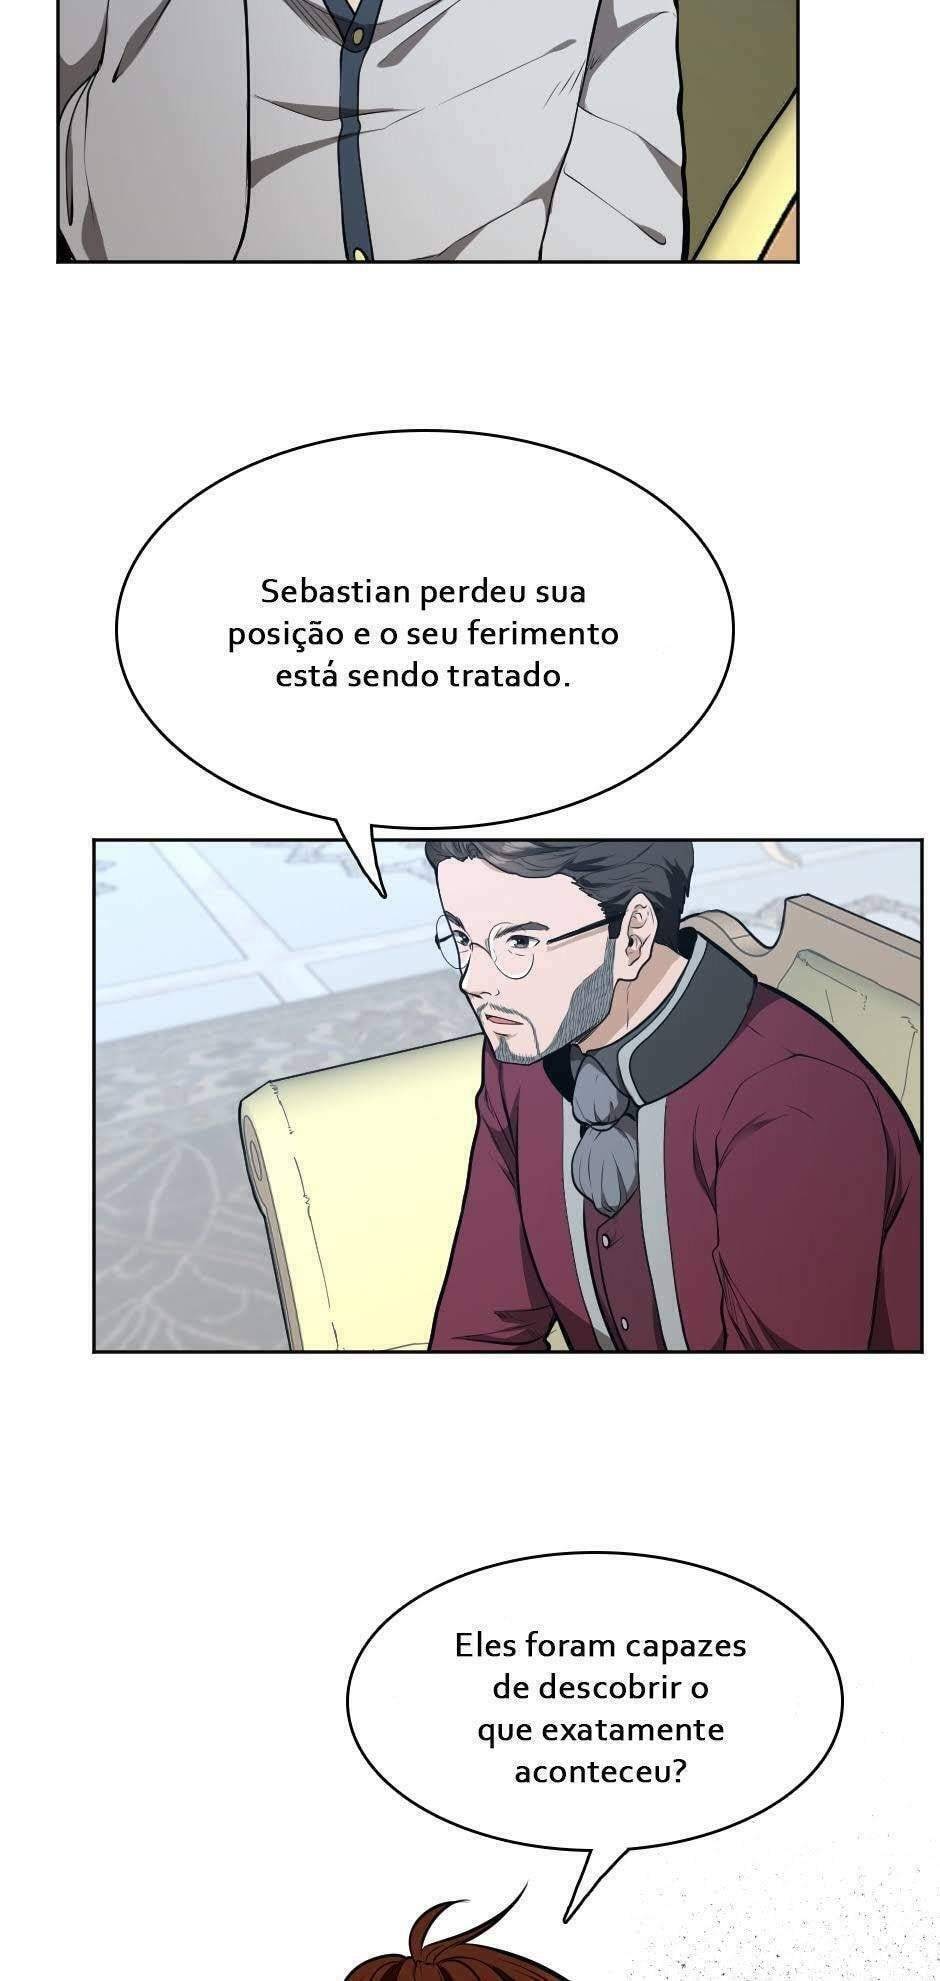 Sebastian perdeu sua
posição e o seu ferimento
está sendo tratado.
Eles foram capazes
de descobrir o
que exatamente
aconteceu?